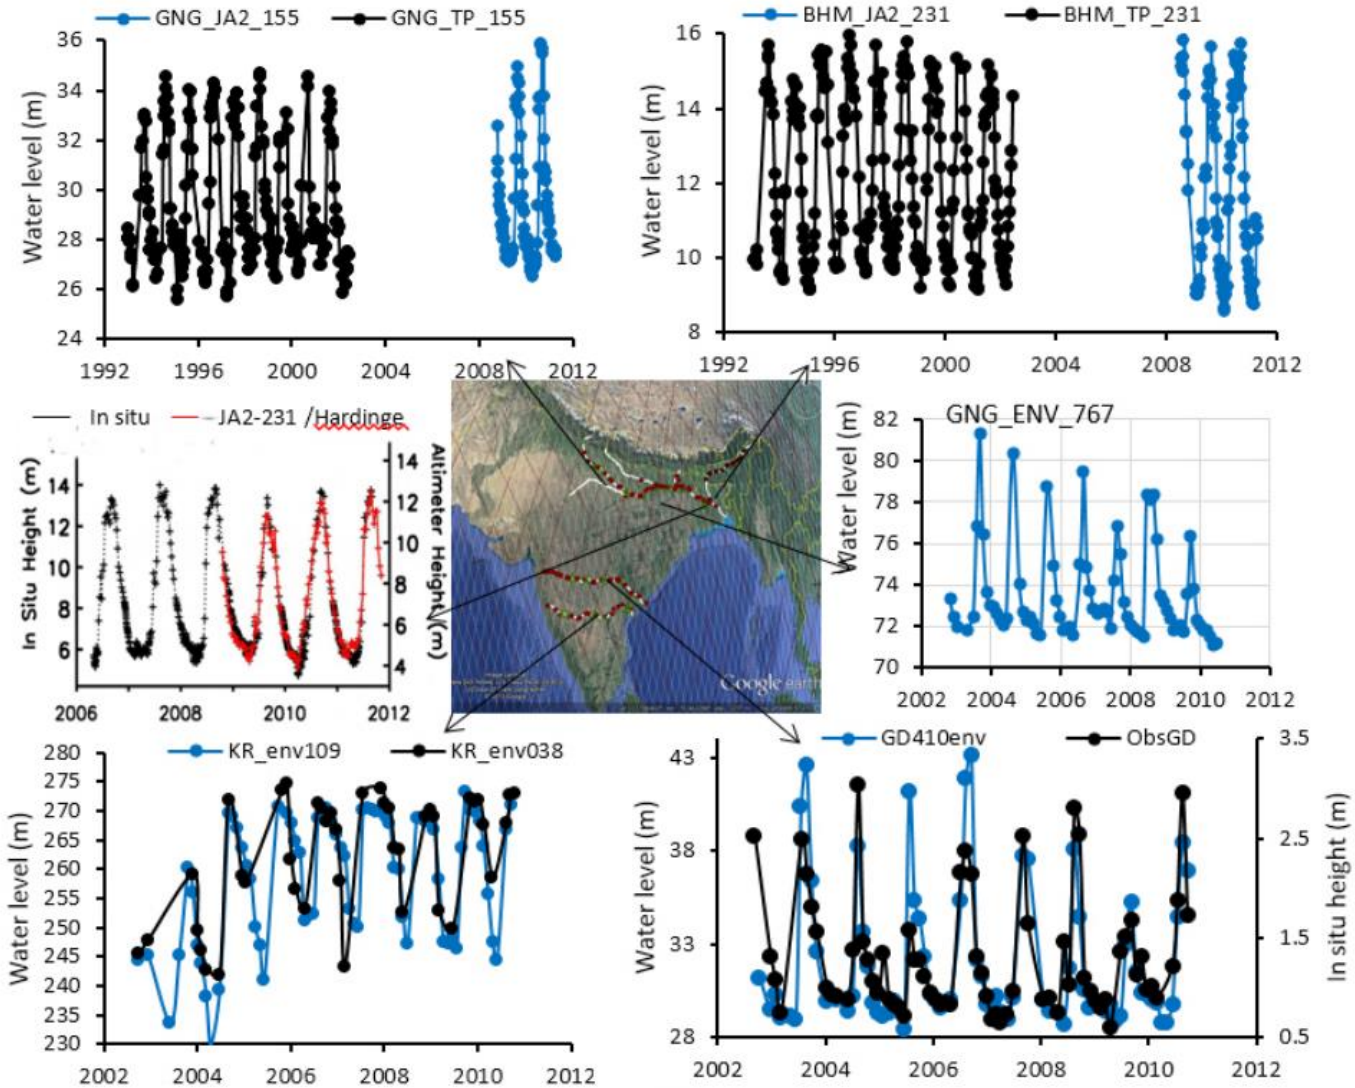 GNG_JA2_155 GNG_TP_155
Water level (m)
36
34
32
30
28
26
24
1992 1996 2000 2004 2008 2012
BHM_JA2_231 BHM_TP_231
Water level (m)
16
14
12
10
8
1992 1996 2000 2004 2008 2012
In situ JA2-231 /Hardinge
In Situ Height (m)
14
12
10
8
6
Altimeter Height/(m)
14
12
10
8
6
4
2006 2008 2010 2012
Google earth
GNG_ENV_767
Water level (m)
82
80
78
76
74
72
70
2002 2004 2006 2008 2010 2012
KR_env109 KR_env038
Water level (m)
280
275
270
265
260
255
250
245
240
235
230
2002 2004 2006 2008 2010 2012
GD410env ObsGD
Water level (m)
43
38
33
28
In situ height (m)
3.5
2.5
1.5
0.5
2002 2004 2006 2008 2010 2012